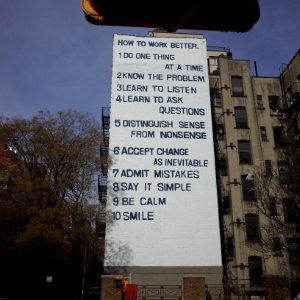 HOW TO WORK BETTER.
1 DO ONE THING
AT A TIME
2 KNOW THE PROBLEM
3 LEARN TO LISTEN
4 LEARN TO ASK
QUESTIONS
5 DISTINGUISH SENSE
FROM NONSENSE
6 ACCEPT CHANGE
AS INEVITABLE
7 ADMIT MISTAKES
8 SAY IT SIMPLE
9 BE CALM
10 SMILE